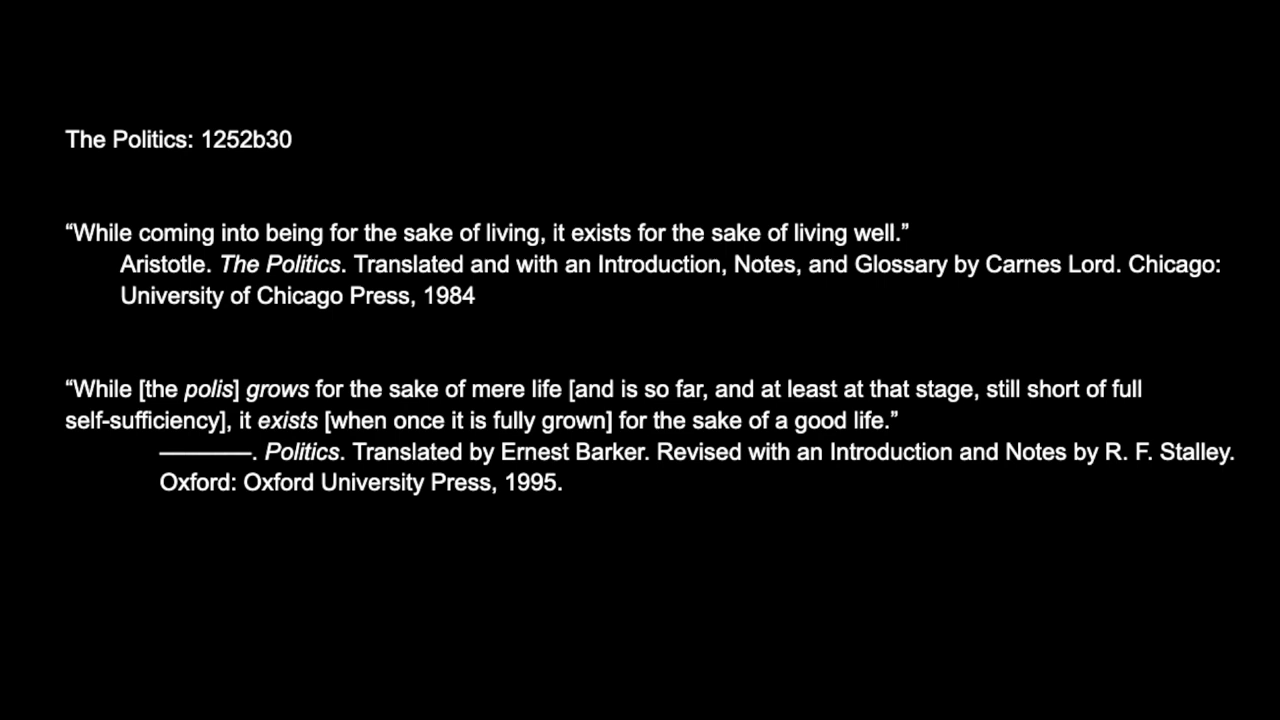 The Politics: 1252b30
“While coming into being for the sake of living, it exists for the sake of living well.”
Aristotle. The Politics. Translated and with an Introduction, Notes, and Glossary by Carnes Lord. Chicago:
University of Chicago Press, 1984
“While [the polis] grows for the sake of mere life [and is so far, and at least at that stage, still short of full
self-sufficiency], it exists [when once it is fully grown] for the sake of a good life.”
————. Politics. Translated by Ernest Barker. Revised with an Introduction and Notes by R. F. Stalley.
Oxford: Oxford University Press, 1995.